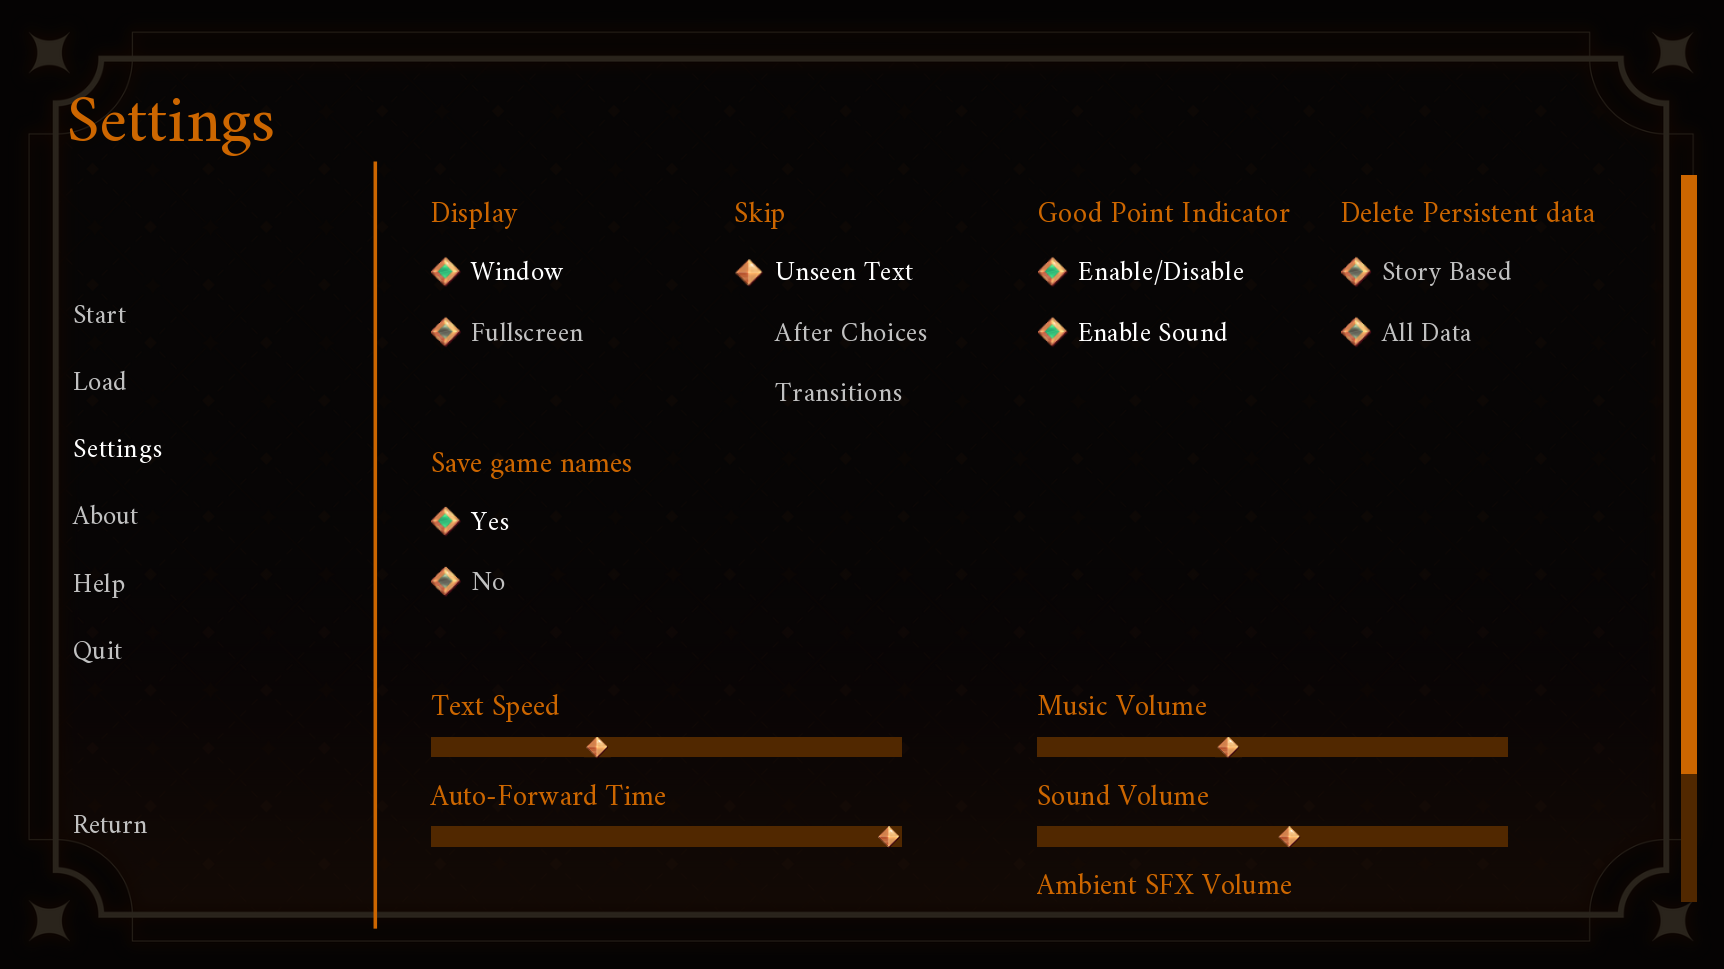 Settings
Start
Load
Settings
About
Help
Quit
Return
Display
Window
Fullscreen
Skip
Unseen Text
After Choices
Transitions
Good Point Indicator
Enable/Disable
Enable Sound
Delete Persistent data
Story Based
All Data
Save game names
Yes
No
Text Speed
Auto-Forward Time
Music Volume
Sound Volume
Ambient SFX Volume